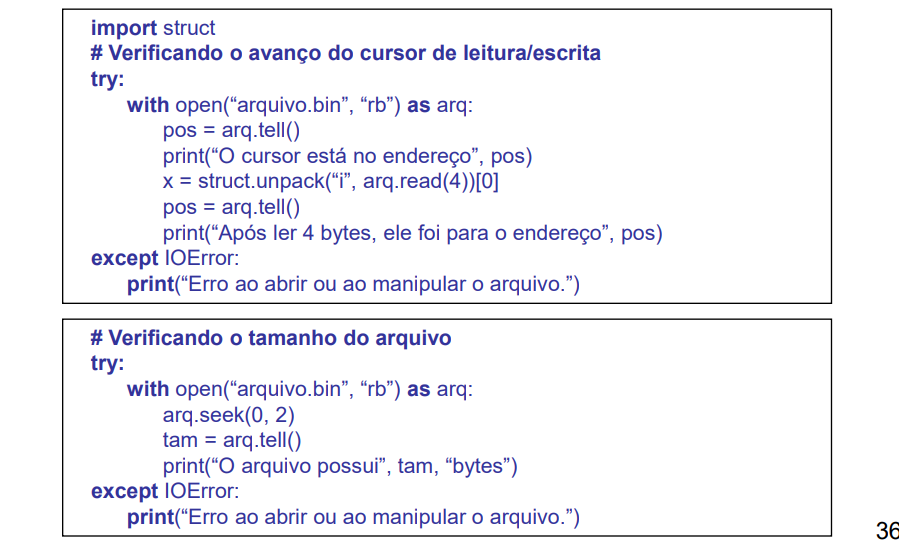 import struct
# Verificando o avanço do cursor de leitura/escrita
try:
with open(“arquivo.bin”, “rb”) as arq:
pos = arq.tell()
print(“O cursor está no endereço”, pos)
x = struct.unpack(“i”, arq.read(4))[0]
pos = arq.tell()
print(“Após ler 4 bytes, ele foi para o endereço”, pos)
except IOError:
print(“Erro ao abrir ou ao manipular o arquivo.”)
# Verificando o tamanho do arquivo
try:
with open(“arquivo.bin”, “rb”) as arq:
arq.seek(0, 2)
tam = arq.tell()
print(“O arquivo possui”, tam, “bytes”)
except IOError:
print(“Erro ao abrir ou ao manipular o arquivo.”)
36